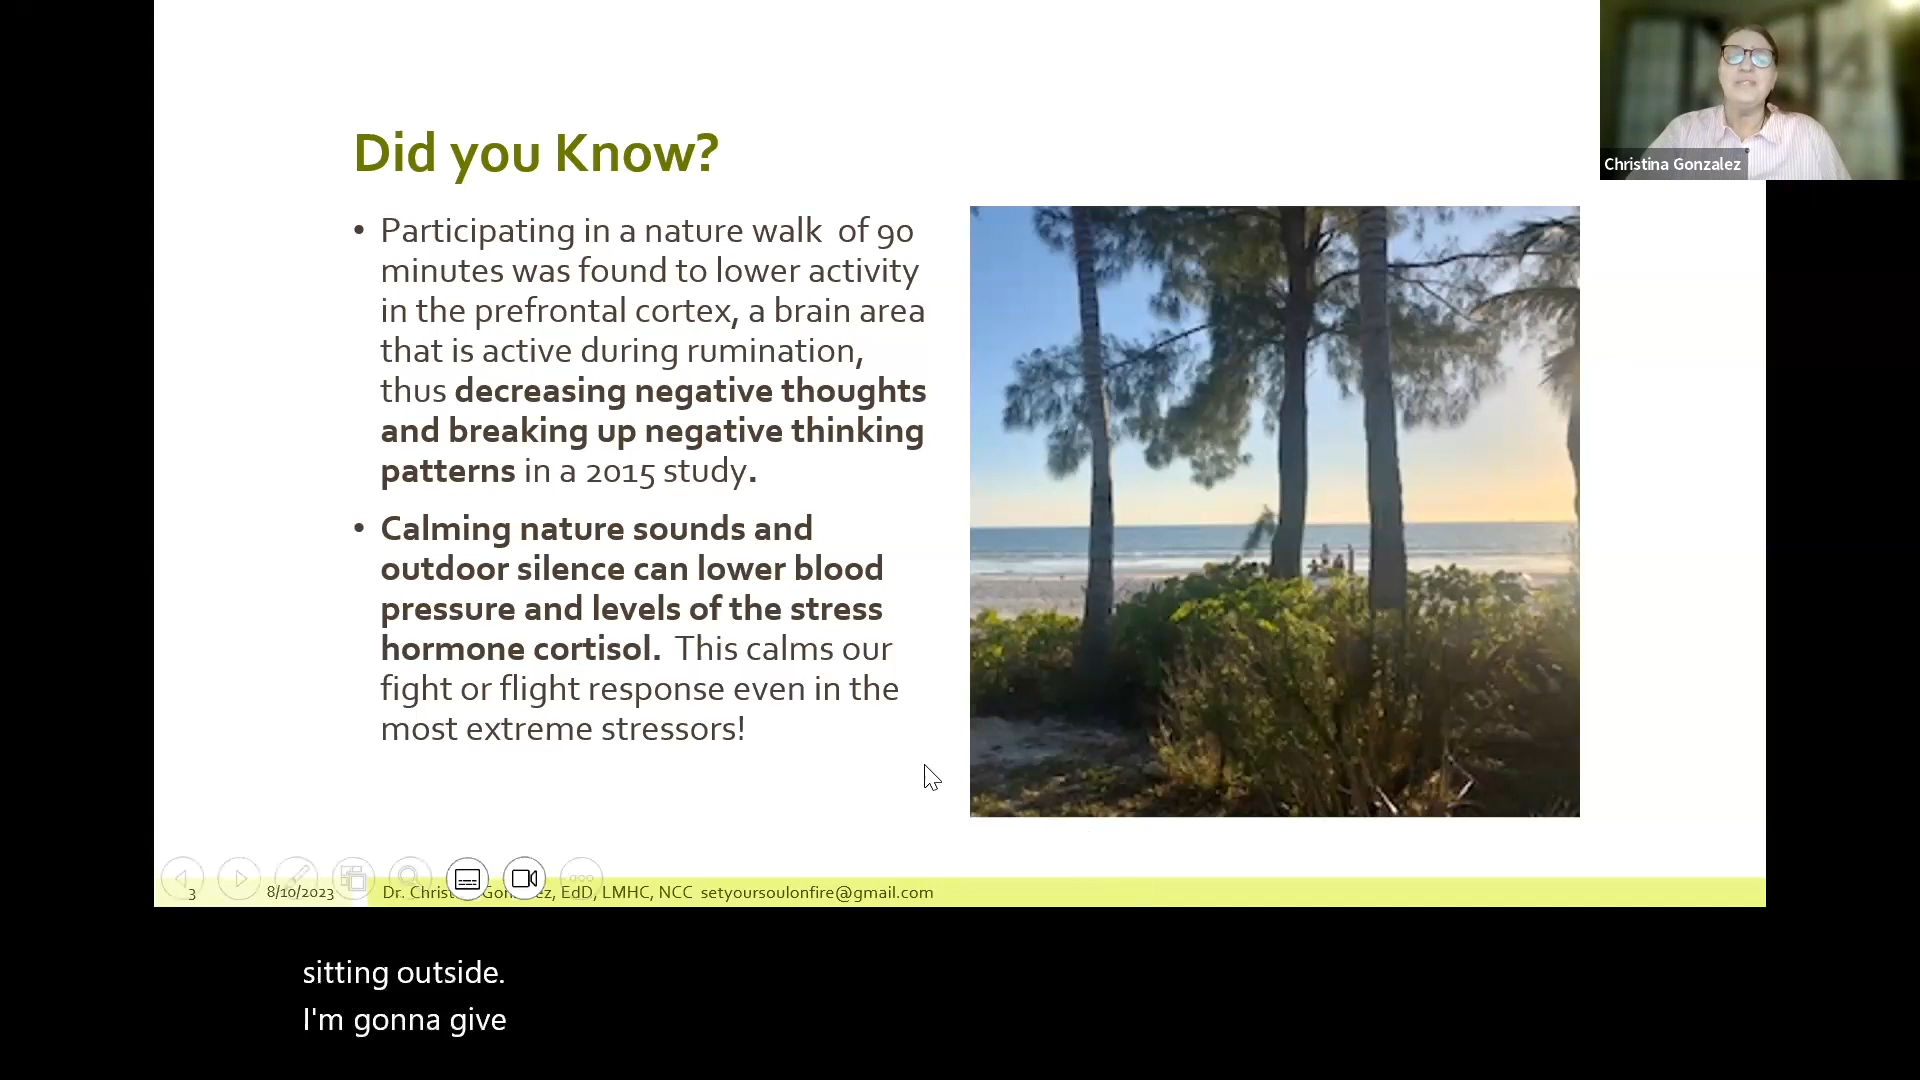 Did you Know?
• Participating in a nature walk  of 90
minutes was found to lower activity
in the prefrontal cortex, a brain area
that is active during rumination,
thus decreasing negative thoughts
and breaking up negative thinking
patterns in a 2015 study.
• Calming nature sounds and
outdoor silence can lower blood
pressure and levels of the stress
hormone cortisol.  This calms our
fight or flight response even in the
most extreme stressors!
Christina Gonzalez
3 8/10/2023 Dr. EdD, LMHC, NCC  setyoursoulonfire@gmail.com
sitting outside.
I'm gonna give